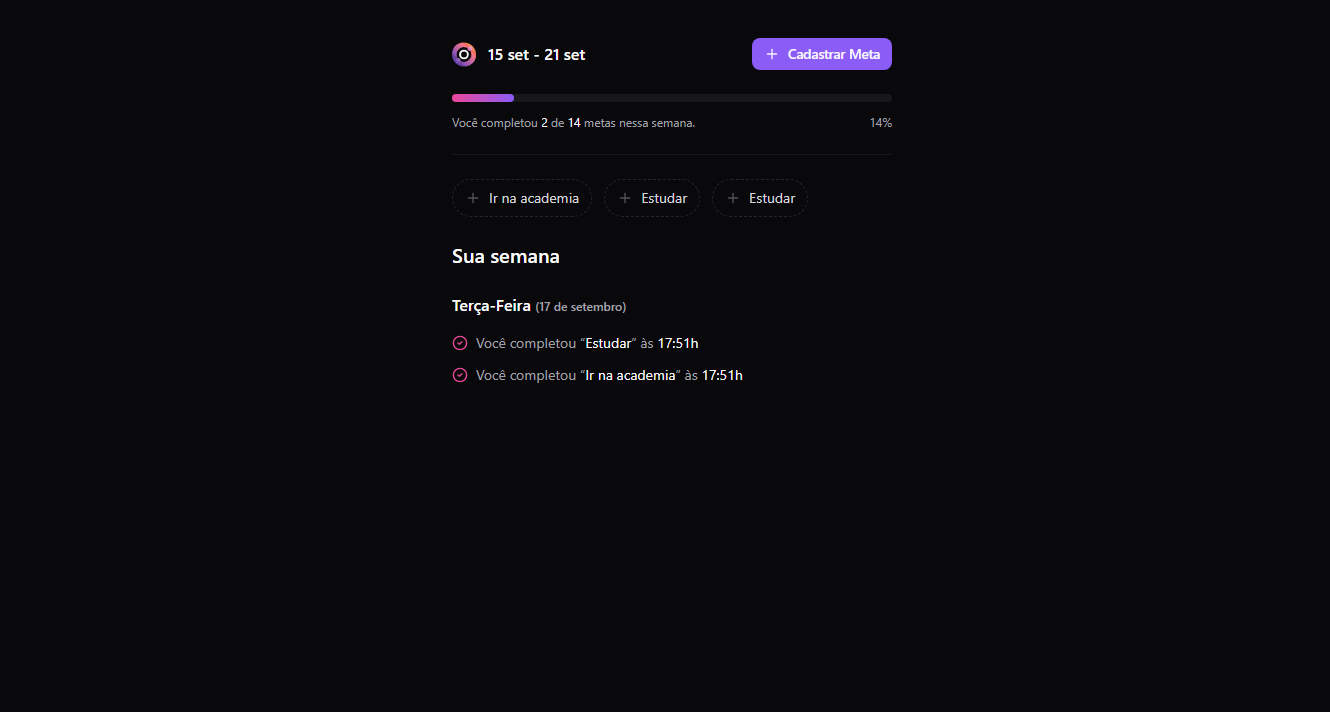 15 set - 21 set
Cadastrar Meta
Você completou 2 de 14 metas nessa semana.
14%
Ir na academia
Estudar
Estudar
Sua semana
Terça-Feira (17 de setembro)
Você completou “Estudar” às 17:51h
Você completou “Ir na academia” às 17:51h